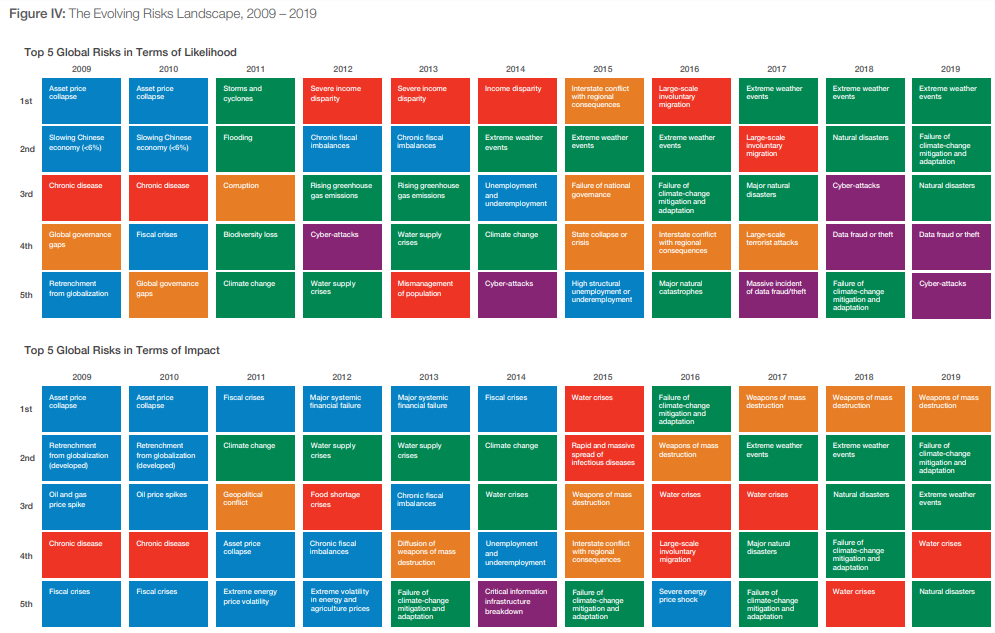 Figure IV: The Evolving Risks Landscape, 2009 – 2019
Top 5 Global Risks in Terms of Likelihood
2009 2010 2011 2012 2013 2014 2015 2016 2017 2018 2019
1st
Asset price
collapse
Asset price
collapse
Storms and
cyclones
Severe income
disparity
Severe income
disparity
Income disparity
Interstate conflict
with regional
consequences
Large-scale
involuntary
migration
Extreme weather
events
Extreme weather
events
Extreme weather
events
2nd
Slowing Chinese
economy (<6%)
Slowing Chinese
economy (<6%)
Flooding
Chronic fiscal
imbalances
Chronic fiscal
imbalances
Extreme weather
events
Extreme weather
events
Extreme weather
events
Large-scale
involuntary
migration
Natural disasters
Failure of
climate-change
mitigation and
adaptation
3rd
Chronic disease
Chronic disease
Corruption
Rising greenhouse
gas emissions
Rising greenhouse
gas emissions
Unemployment
and
underemployment
Failure of national
governance
Failure of
climate-change
mitigation and
adaptation
Major natural
disasters
Cyber-attacks
Natural disasters
4th
Global governance
gaps
Fiscal crises
Biodiversity loss
Cyber-attacks
Water supply
crises
Climate change
State collapse or
crisis
Interstate conflict
with regional
consequences
Large-scale
terrorist attacks
Data fraud or theft
Data fraud or theft
5th
Retrenchment
from globalization
Global governance
gaps
Climate change
Water supply
crises
Mismanagement
of population
Cyber-attacks
High structural
unemployment or
underemployment
Major natural
catastrophes
Massive incident
of data fraud/theft
Failure of
climate-change
mitigation and
adaptation
Cyber-attacks
Top 5 Global Risks in Terms of Impact
2009 2010 2011 2012 2013 2014 2015 2016 2017 2018 2019
1st
Asset price
collapse
Asset price
collapse
Fiscal crises
Major systemic
financial failure
Major systemic
financial failure
Fiscal crises
Water crises
Failure of
climate-change
mitigation and
adaptation
Weapons of mass
destruction
Weapons of mass
destruction
Weapons of mass
destruction
2nd
Retrenchment
from globalization
(developed)
Retrenchment
from globalization
(developed)
Climate change
Water supply
crises
Water supply
crises
Climate change
Rapid and massive
spread of
infectious diseases
Weapons of mass
destruction
Extreme weather
events
Extreme weather
events
Failure of
climate-change
mitigation and
adaptation
3rd
Oil and gas
price spike
Oil price spikes
Geopolitical
conflict
Food shortage
crises
Chronic fiscal
imbalances
Water crises
Weapons of mass
destruction
Water crises
Water crises
Natural disasters
Extreme weather
events
4th
Chronic disease
Chronic disease
Asset price
collapse
Chronic fiscal
imbalances
Diffusion of
weapons of mass
destruction
Unemployment
and
underemployment
Interstate conflict
with regional
consequences
Large-scale
involuntary
migration
Major natural
disasters
Failure of
climate-change
mitigation and
adaptation
Water crises
5th
Fiscal crises
Fiscal crises
Extreme energy
price volatility
Extreme volatility
in energy and
agriculture prices
Failure of
climate-change
mitigation and
adaptation
Critical information
infrastructure
breakdown
Failure of
climate-change
mitigation and
adaptation
Severe energy
price shock
Failure of
climate-change
mitigation and
adaptation
Water crises
Natural disasters